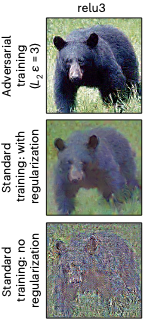 relu3
Adversarial
training
(L₂ ε = 3)
Standard
training: with
regularization
Standard
training: no
regularization